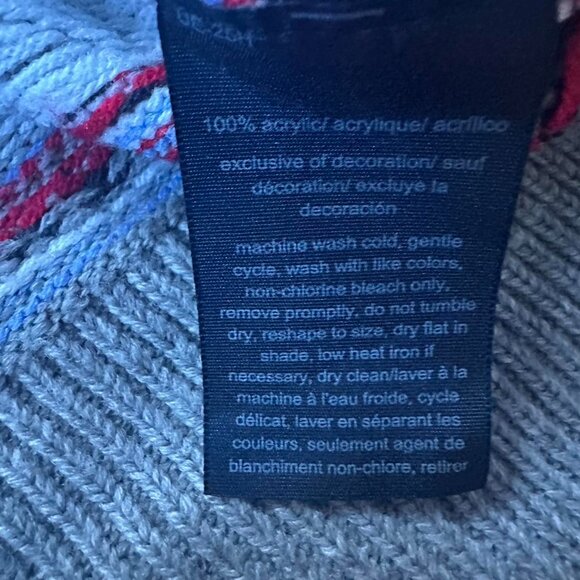 100% acrylic/ acrylique/ acrílico
exclusive of decoration/ sauf
décoration/ excluye la
decoración
machine wash cold, gentle
cycle, wash with like colors,
non-chlorine bleach only,
remove promptly, do not tumble
dry, reshape to size, dry flat in
shade, low heat iron if
necessary, dry clean/laver à la
machine à l'eau froide, cycle
délicat, laver en séparant les
couleurs, seulement agent de
blanchiment non-chlore, retirer